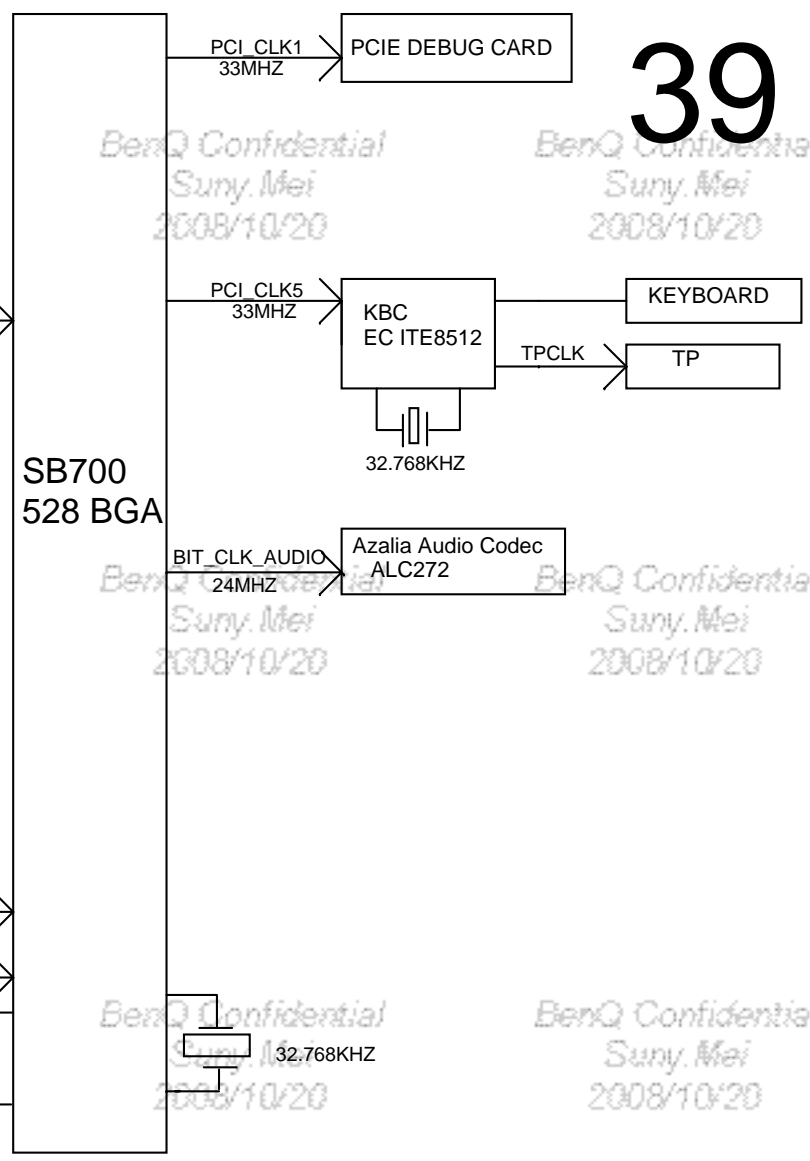 PCI_CLK1
33MHZ
PCIE DEBUG CARD
39
BenQ Confidential
Suny.Mei
2008/10/20
BenQ Confidentia
Suny.Mei
2008/10/20
PCI_CLK5
33MHZ
KBC
EC ITE8512
KEYBOARD
TPCLK
TP
32.768KHZ
SB700
528 BGA
BIT_CLK_AUDIO
24MHZ
Azalia Audio Codec
ALC272
BenQ Confidential
Suny.Mei
2008/10/20
BenQ Confidentia
Suny.Mei
2008/10/20
BenQ Confidential
Suny.Mei
2008/10/20
32.768KHZ
BenQ Confidentia
Suny.Mei
2008/10/20